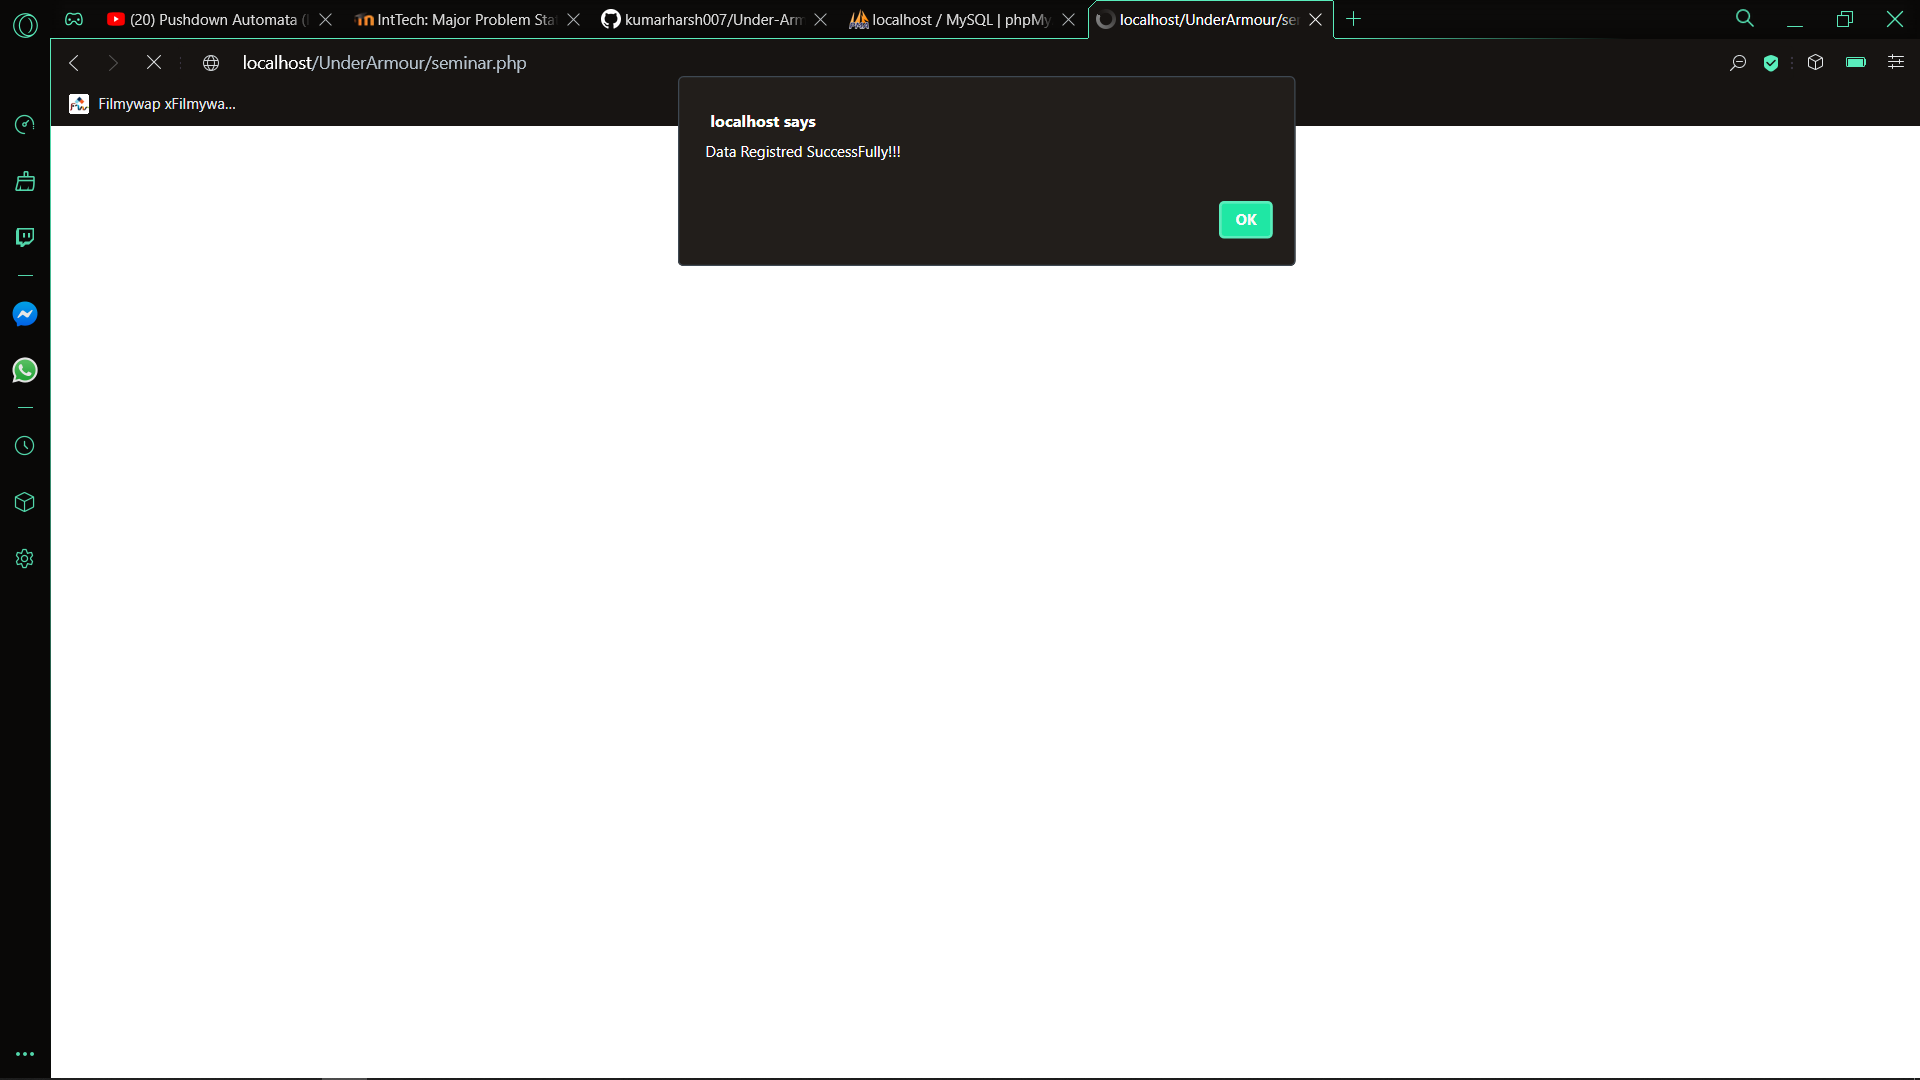 (20) Pushdown Automata (
IntTech: Major Problem Sta
kumarharsh007/Under-Arm
localhost / MySQL | phpMy
localhost/UnderArmour/se
localhost/UnderArmour/seminar.php
Filmywap xFilmywa...
localhost says
Data Registred SuccessFully!!!
OK